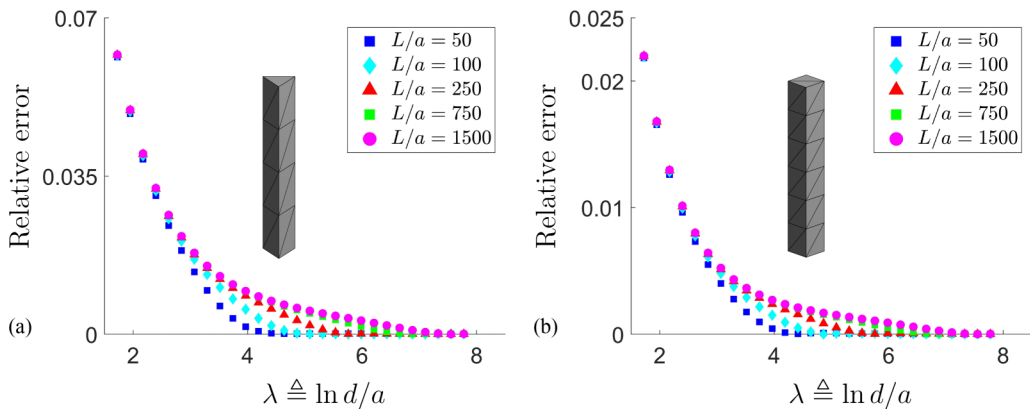 0.07
L/a = 50
L/a = 100
L/a = 250
L/a = 750
L/a = 1500
Relative error
0.035
(a)
0
2
4
6
8
λ ≜ ln d/a
0.025
L/a = 50
L/a = 100
L/a = 250
L/a = 750
L/a = 1500
Relative error
0.02
0.01
(b)
0
2
4
6
8
λ ≜ ln d/a